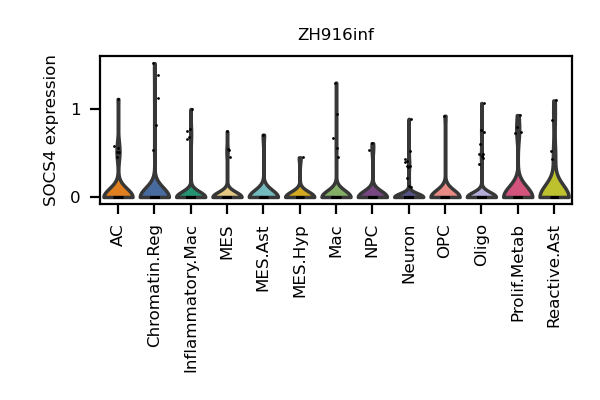 ZH916inf
SOCS4 expression
1
0
AC
Chromatin.Reg
Inflammatory.Mac
MES
MES.Ast
MES.Hyp
Mac
NPC
Neuron
OPC
Oligo
Prolif.Metab
Reactive.Ast